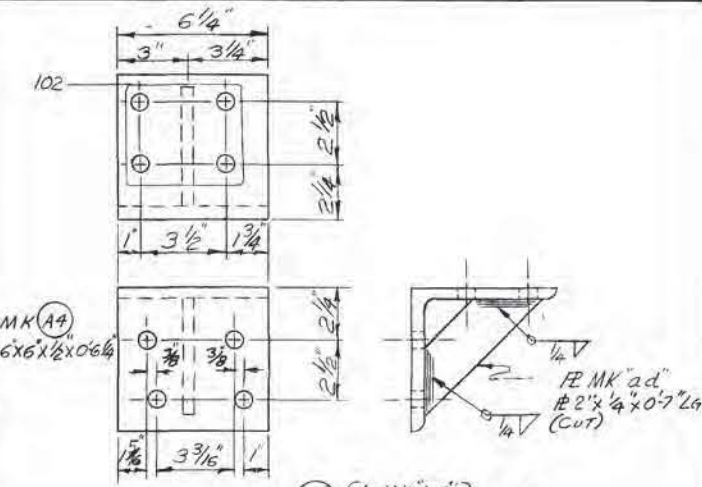 6 1/4"
3" 3 1/4"
102
2 1/2"
2 1/4"
1" 3 1/2" 1 3/4"
MK A4
6"x6"x1/2"x0'-6 1/4"
2 1/4"
3/8" 3/8"
2 1/2"
1 5/16" 3 3/16" 1"
1/4
PL MK "ad"
PL 2"x1/4"x0'-7" LG
(CUT)
1/4